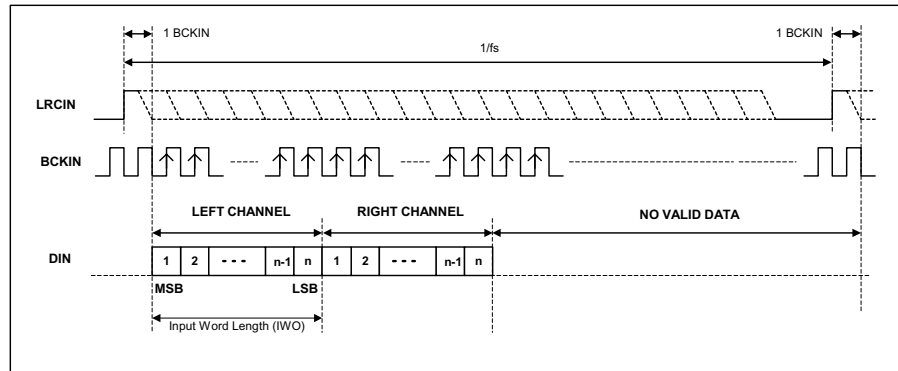 1 BCKIN
1/fs
1 BCKIN
LRCIN
BCKIN
LEFT CHANNEL
RIGHT CHANNEL
NO VALID DATA
DIN
1 2 - - - n-1 n 1 2 - - - n-1 n
MSB
LSB
Input Word Length (IWO)